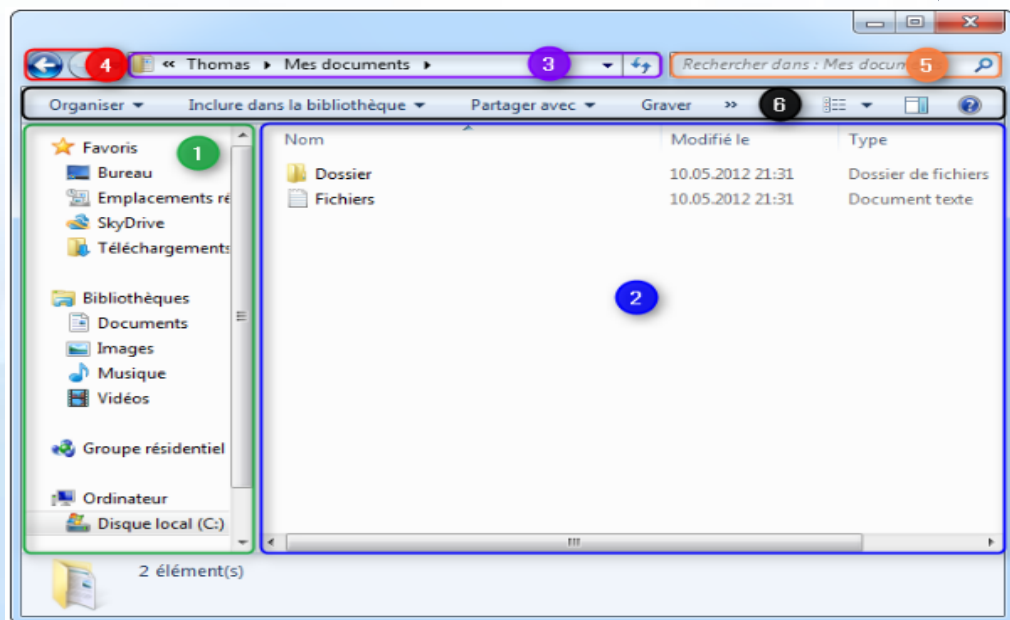 4 « Thomas ▸ Mes documents ▸ 3 Rechercher dans : Mes 5
Organiser Inclure dans la bibliothèque Partager avec Graver » 6
1
Favoris
Bureau
Emplacements ré
SkyDrive
Téléchargements
Bibliothèques
Documents
Images
Musique
Vidéos
Groupe résidentiel
Ordinateur
Disque local (C:)
Nom Modifié le Type
Dossier 10.05.2012 21:31 Dossier de fichiers
Fichiers 10.05.2012 21:31 Document texte
2
2 élément(s)